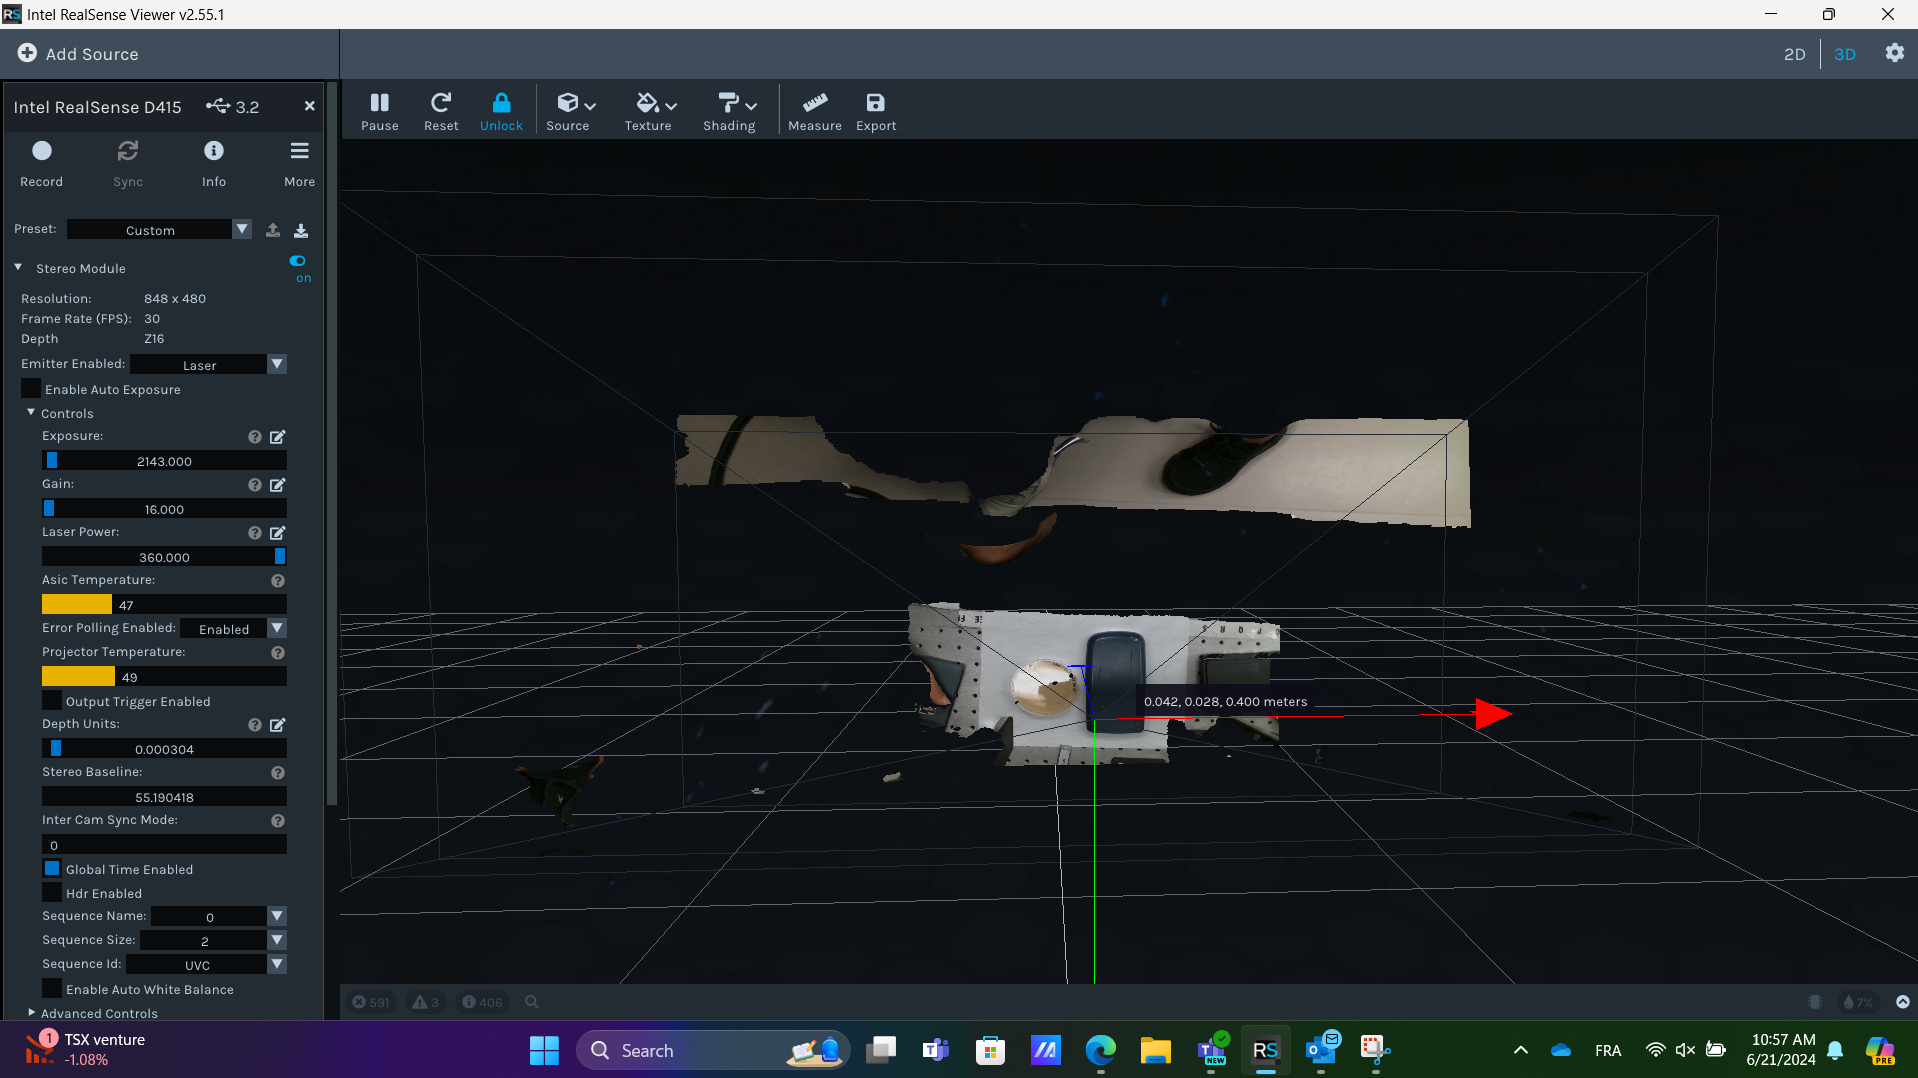 RS Intel RealSense Viewer v2.55.1
Add Source
2D 3D
Intel RealSense D415 3.2
Pause Reset Unlock Source Texture Shading Measure Export
Record Sync Info More
Preset: Custom
Stereo Module
on
Resolution: 848 x 480
Frame Rate (FPS): 30
Depth Z16
Emitter Enabled: Laser
Enable Auto Exposure
Controls
Exposure:
2143.000
Gain:
16.000
Laser Power:
360.000
Asic Temperature:
47
Error Polling Enabled: Enabled
Projector Temperature:
49
Output Trigger Enabled
Depth Units:
0.000304
Stereo Baseline:
55.190418
Inter Cam Sync Mode:
0
Global Time Enabled
Hdr Enabled
Sequence Name: 0
Sequence Size: 2
Sequence Id: UVC
Enable Auto White Balance
Advanced Controls
0.042, 0.028, 0.400 meters
591 3 406
7%
1
TSX venture
-1.08%
Search
NEW
RS
FRA
10:57 AM
6/21/2024
PRE